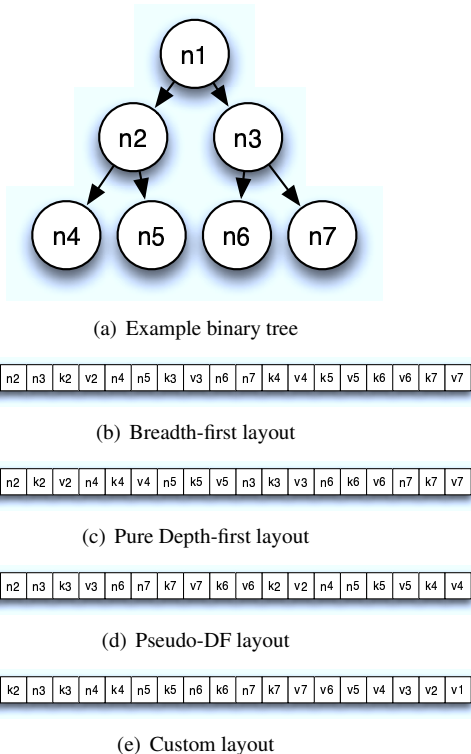 n1
n2 n3
n4 n5 n6 n7
(a) Example binary tree
n2 n3 k2 v2 n4 n5 k3 v3 n6 n7 k4 v4 k5 v5 k6 v6 k7 v7
(b) Breadth-first layout
n2 k2 v2 n4 k4 v4 n5 k5 v5 n3 k3 v3 n6 k6 v6 n7 k7 v7
(c) Pure Depth-first layout
n2 n3 k3 v3 n6 n7 k7 v7 k6 v6 k2 v2 n4 n5 k5 v5 k4 v4
(d) Pseudo-DF layout
k2 n3 k3 n4 k4 n5 k5 n6 k6 n7 k7 v7 v6 v5 v4 v3 v2 v1
(e) Custom layout